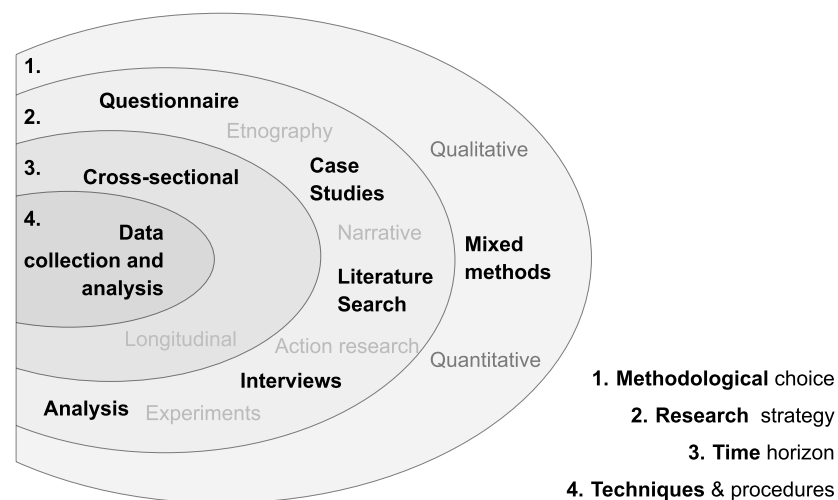 1.
Questionnaire
2.
Etnography
Qualitative
3.
Case
Studies
Cross-sectional
4.
Data
collection and
analysis
Narrative
Mixed
methods
Literature
Search
Longitudinal
Action research
Quantitative
Interviews
Analysis
Experiments
1. Methodological choice
2. Research strategy
3. Time horizon
4. Techniques & procedures